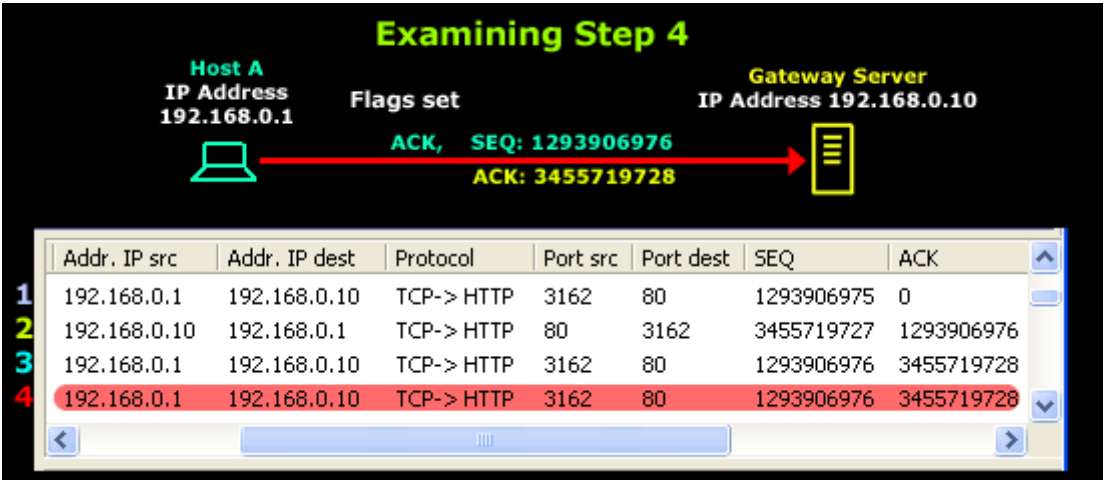 Examining Step 4
Host A
IP Address
192.168.0.1
Flags set
Gateway Server
IP Address 192.168.0.10
ACK, SEQ: 1293906976
ACK: 3455719728
Addr. IP src Addr. IP dest Protocol Port src Port dest SEQ ACK
1 192.168.0.1 192.168.0.10 TCP-> HTTP 3162 80 1293906975 0
2 192.168.0.10 192.168.0.1 TCP-> HTTP 80 3162 3455719727 1293906976
3 192.168.0.1 192.168.0.10 TCP-> HTTP 3162 80 1293906976 3455719728
4 192.168.0.1 192.168.0.10 TCP-> HTTP 3162 80 1293906976 3455719728